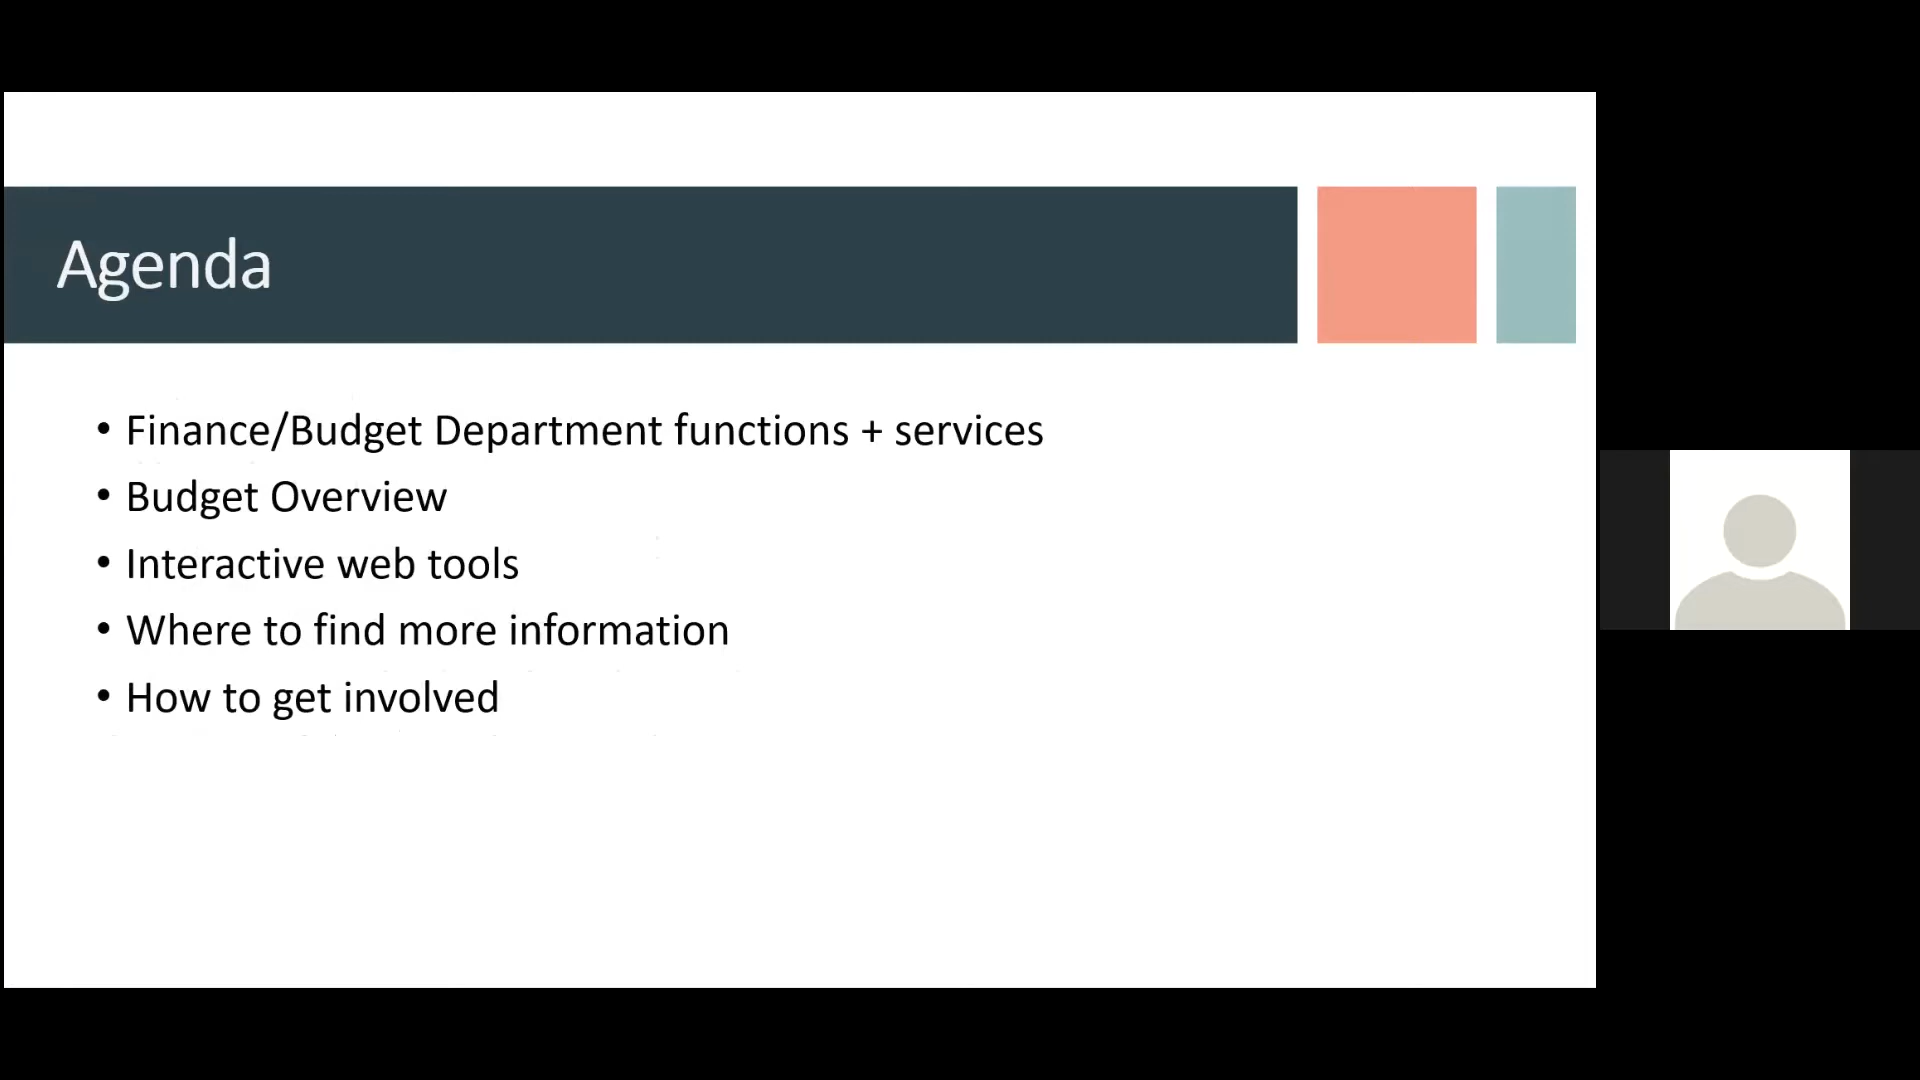 Agenda
• Finance/Budget Department functions + services
• Budget Overview
• Interactive web tools
• Where to find more information
• How to get involved